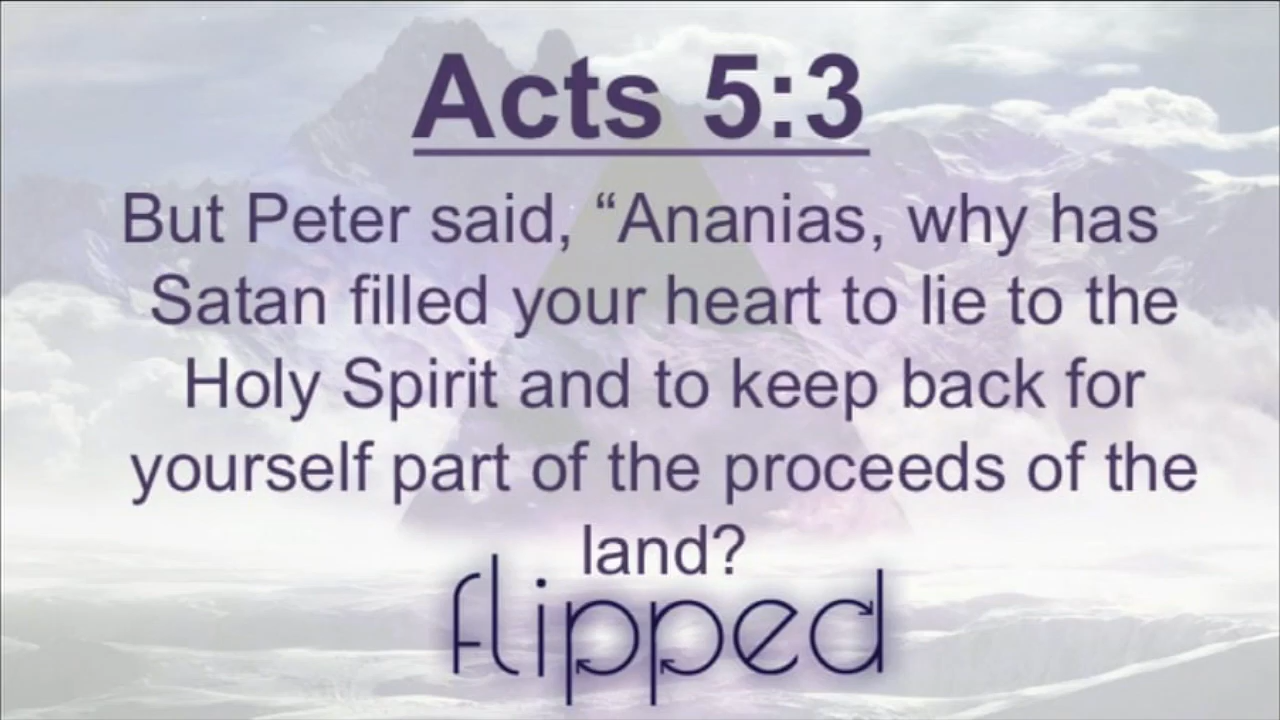 Acts 5:3
But Peter said, “Ananias, why has
Satan filled your heart to lie to the
Holy Spirit and to keep back for
yourself part of the proceeds of the
land?
flipped